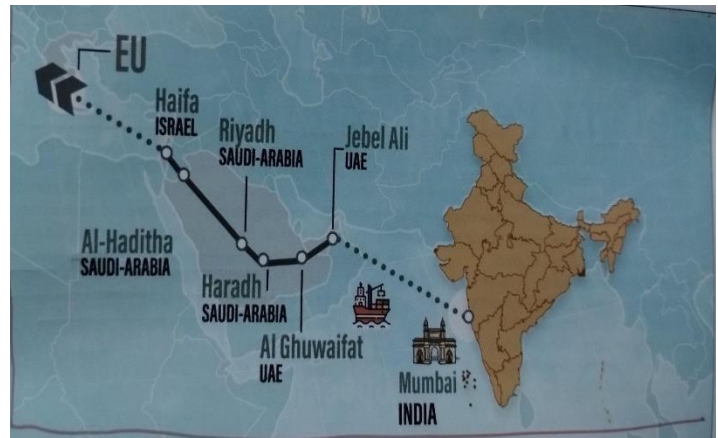 EU
Haifa
ISRAEL
Riyadh
SAUDI-ARABIA
Jebel Ali
UAE
Al-Haditha
SAUDI-ARABIA
Haradh
SAUDI-ARABIA
Al Ghuwaifat
UAE
Mumbai
INDIA